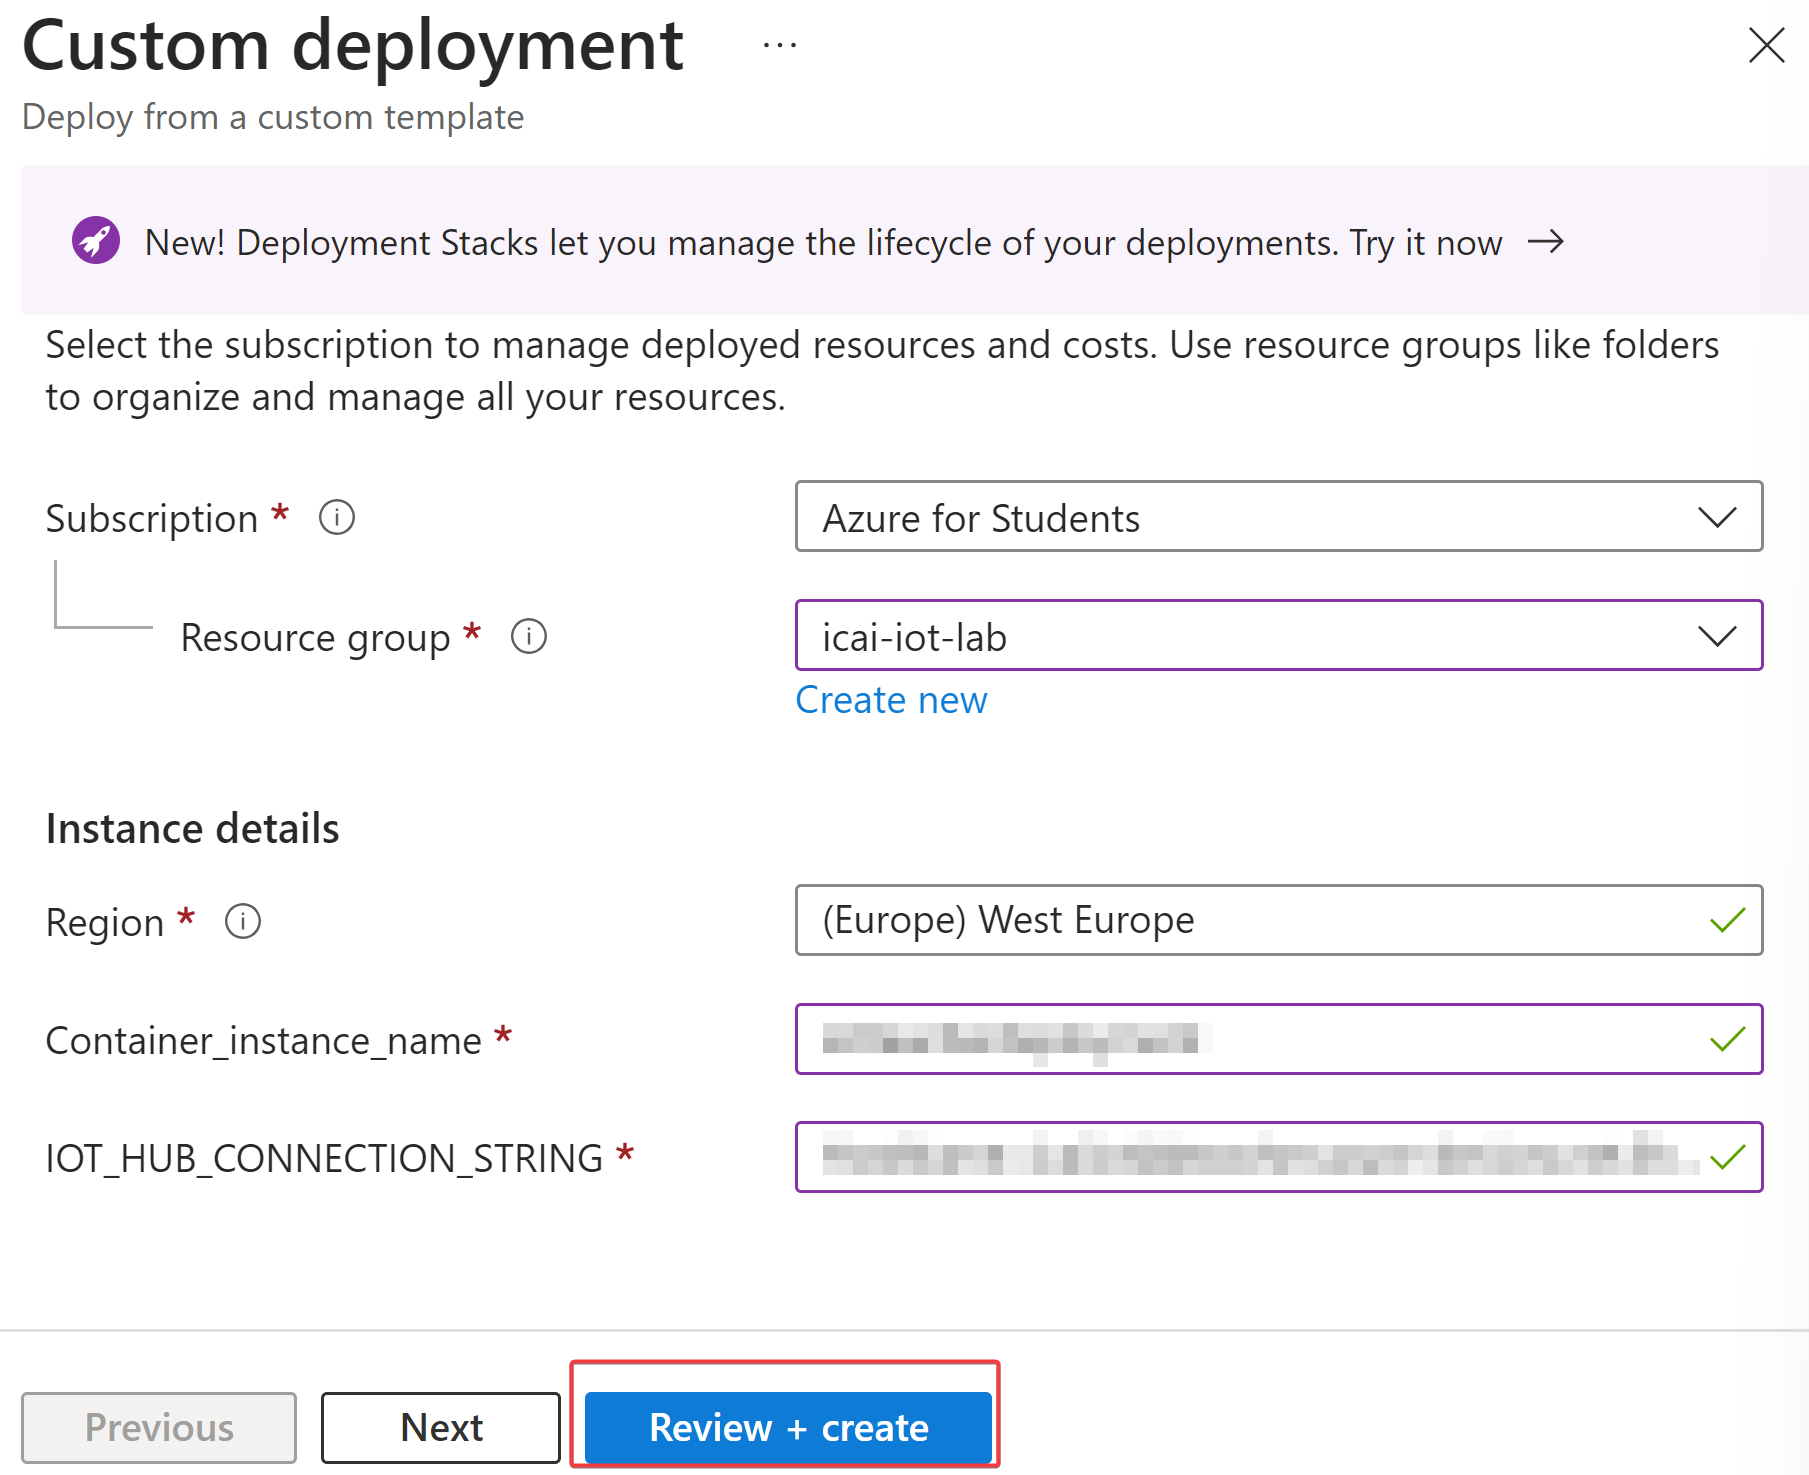 Custom deployment ...
Deploy from a custom template
New! Deployment Stacks let you manage the lifecycle of your deployments. Try it now →
Select the subscription to manage deployed resources and costs. Use resource groups like folders
to organize and manage all your resources.
Subscription *
Azure for Students
Resource group *
icai-iot-lab
Create new
Instance details
Region *
(Europe) West Europe
Container_instance_name *
IOT_HUB_CONNECTION_STRING *
Previous
Next
Review + create